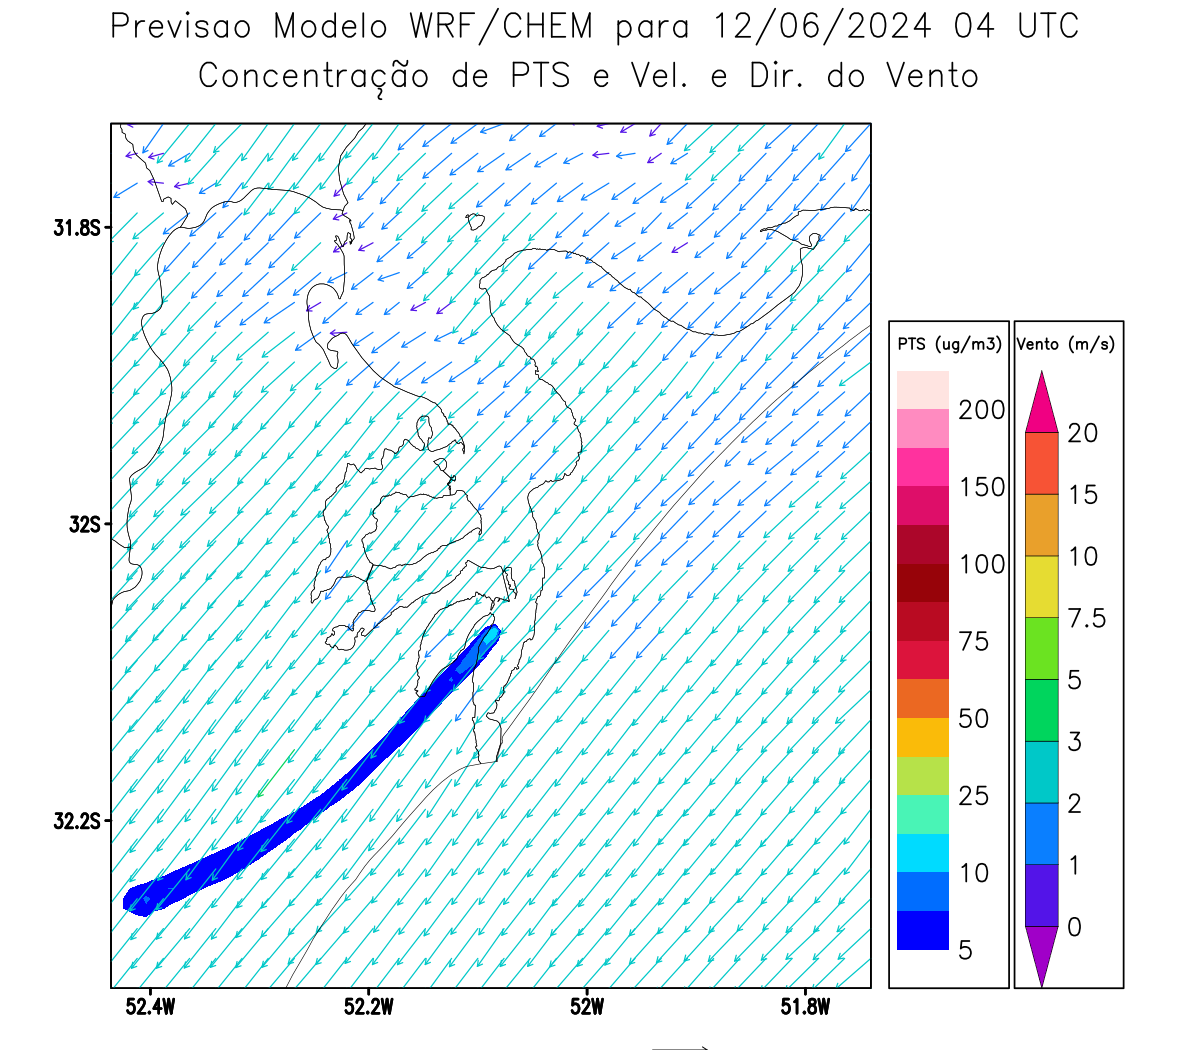 Previsao Modelo WRF/CHEM para 12/06/2024 04 UTC
Concentração de PTS e Vel. e Dir. do Vento
31.8S
32S
32.2S
52.4W
52.2W
52W
51.8W
PTS (ug/m3)
200
150
100
75
50
25
10
5
Vento (m/s)
20
15
10
7.5
5
3
2
1
0